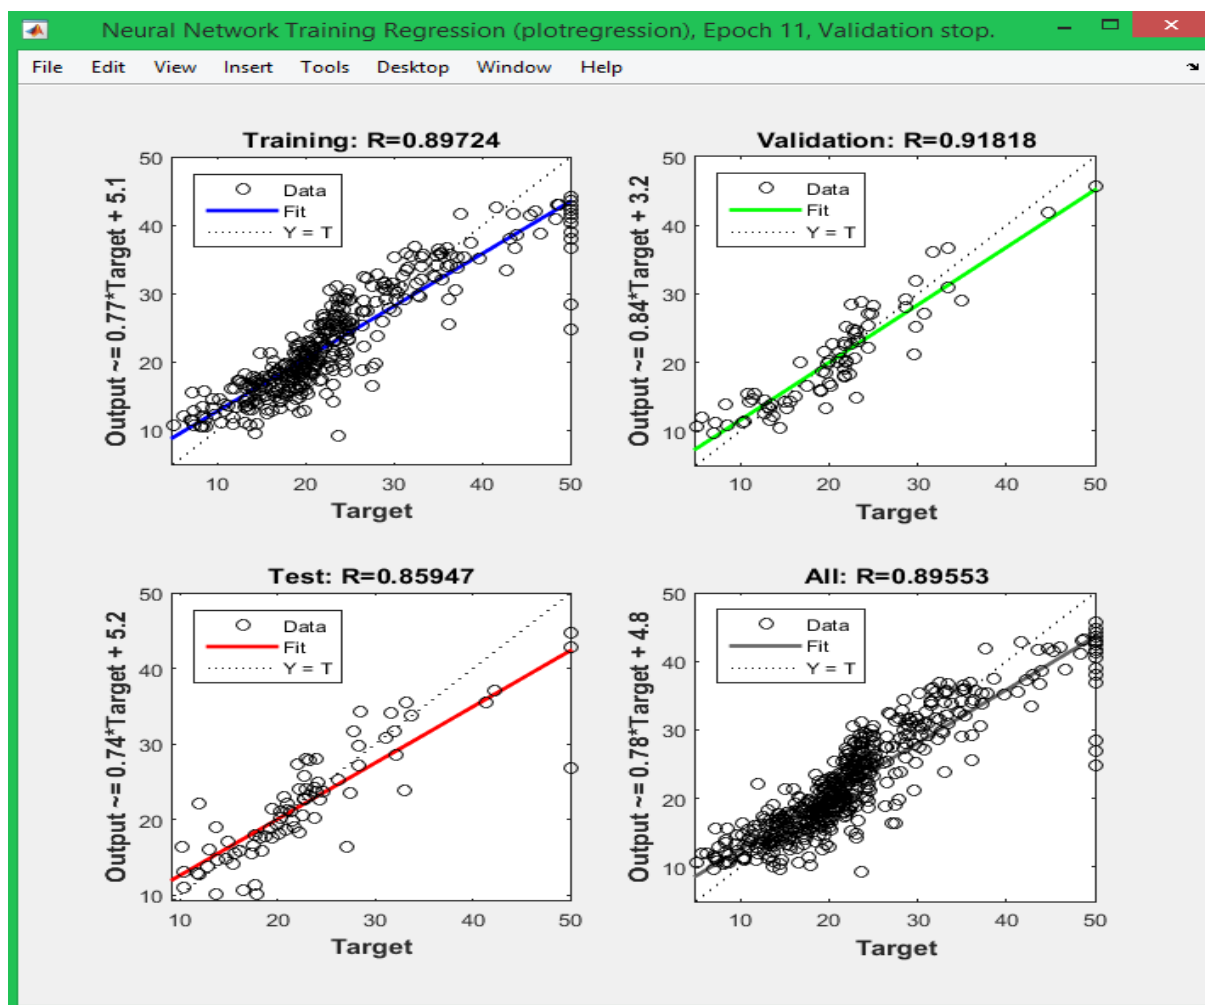 Neural Network Training Regression (plotregression), Epoch 11, Validation stop.
File Edit View Insert Tools Desktop Window Help
Training: R=0.89724
Output ~= 0.77*Target + 5.1
50
40
30
20
10
Data
Fit
Y = T
10 20 30 40 50
Target
Validation: R=0.91818
Output ~= 0.84*Target + 3.2
50
40
30
20
10
Data
Fit
Y = T
10 20 30 40 50
Target
Test: R=0.85947
Output ~= 0.74*Target + 5.2
50
40
30
20
10
Data
Fit
Y = T
10 20 30 40 50
Target
All: R=0.89553
Output ~= 0.78*Target + 4.8
50
40
30
20
10
Data
Fit
Y = T
10 20 30 40 50
Target